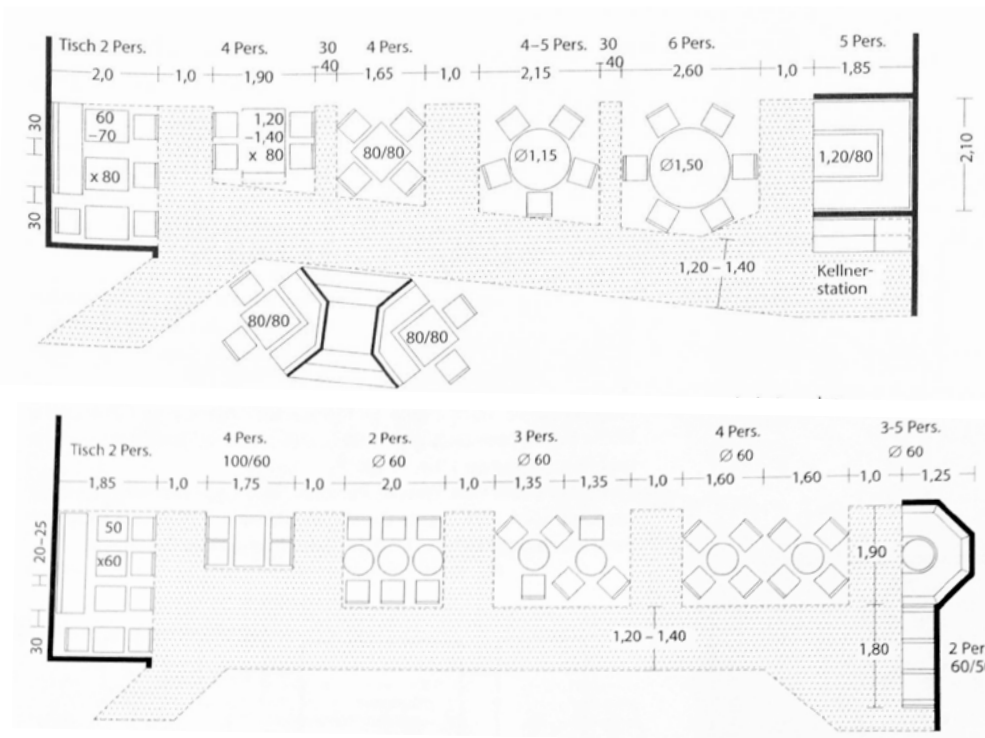 Tisch 2 Pers.
4 Pers.
30
-40
4 Pers.
4–5 Pers.
30
-40
6 Pers.
5 Pers.
2,0
1,0
1,90
1,65
1,0
2,15
2,60
1,0
1,85
30
60
–70
1,20
–1,40
x 80
80/80
Ø1,15
Ø1,50
1,20/80
2,10
x 80
30
1,20 – 1,40
Kellner-
station
80/80
80/80
Tisch 2 Pers.
4 Pers.
100/60
2 Pers.
Ø 60
3 Pers.
Ø 60
4 Pers.
Ø 60
3-5 Pers.
Ø 60
1,85
1,0
1,75
1,0
2,0
1,0
1,35
1,35
1,0
1,60
1,60
1,0
1,25
20–25
50
x60
1,90
30
1,20 – 1,40
1,80
2 Per
60/50